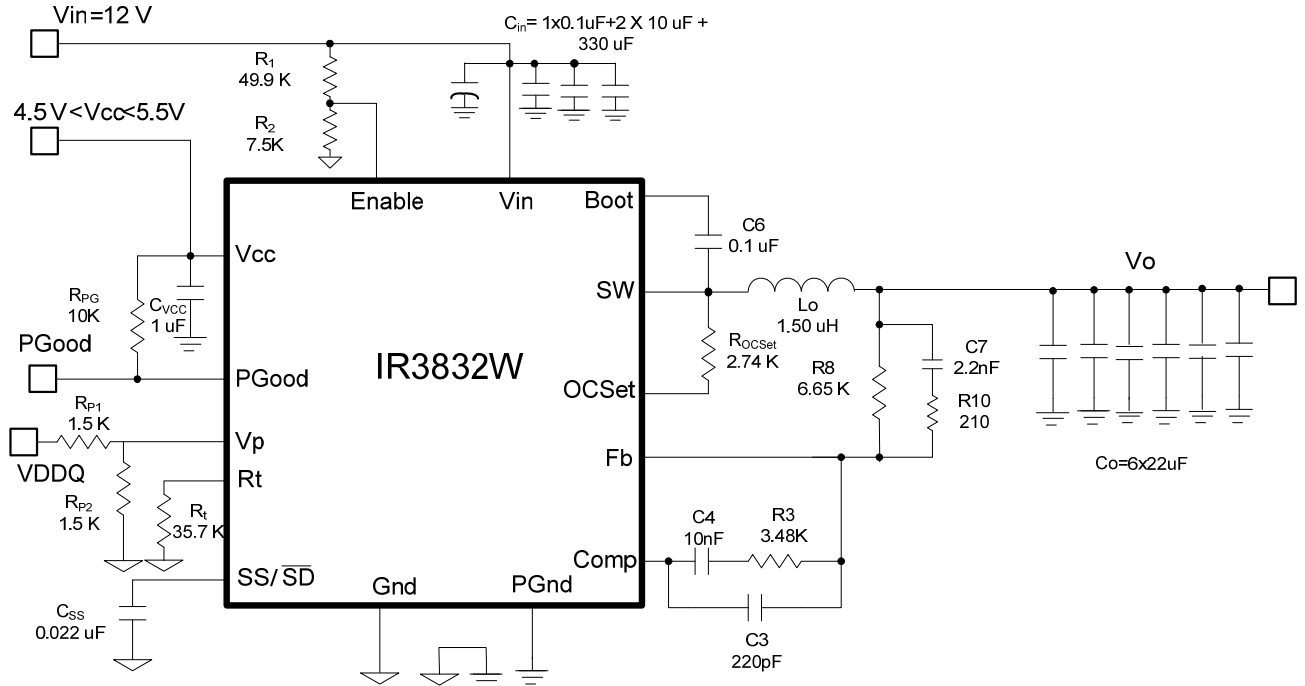 Vin=12 V
Cin= 1x0.1uF+2 X 10 uF +
330 uF
R1
49.9 K
4.5 V<Vcc<5.5V
R2
7.5K
Enable
Vin
Boot
C6
0.1 uF
Vcc
Vo
SW
RPG
10K
CVCC
1 uF
Lo
1.50 uH
PGood
ROCSet
2.74 K
C7
2.2nF
IR3832W
R8
6.65 K
PGood
OCSet
R10
210
RP1
1.5 K
Vp
Fb
VDDQ
Co=6x22uF
Rt
RP2
1.5 K
Rt
35.7 K
C4
10nF
R3
3.48K
Comp
SS/ SD
Gnd
PGnd
CSS
0.022 uF
C3
220pF